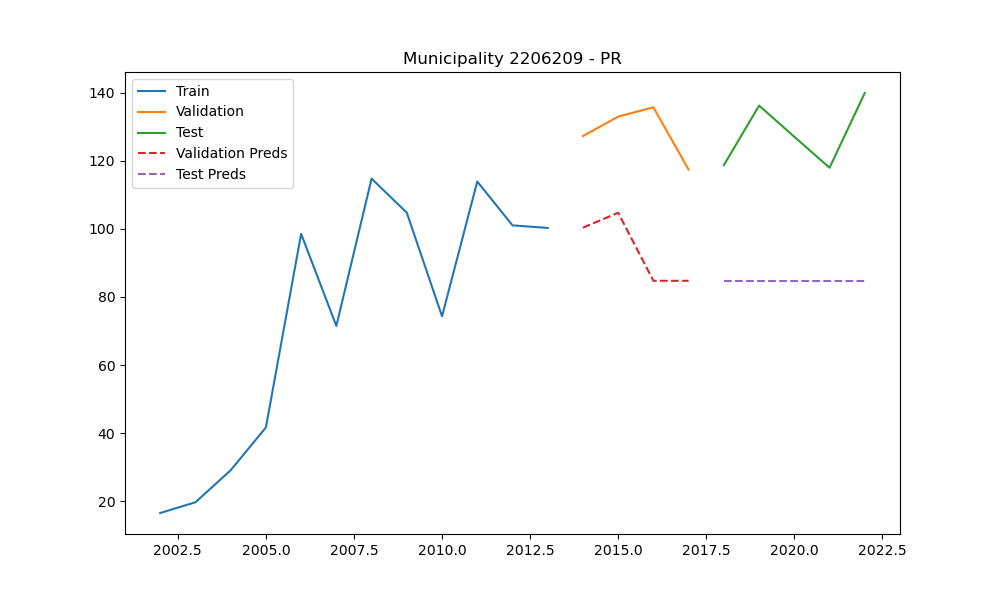 Municipality 2206209 - PR
Train
Validation
Test
Validation Preds
Test Preds
140
120
100
80
60
40
20
2002.5 2005.0 2007.5 2010.0 2012.5 2015.0 2017.5 2020.0 2022.5